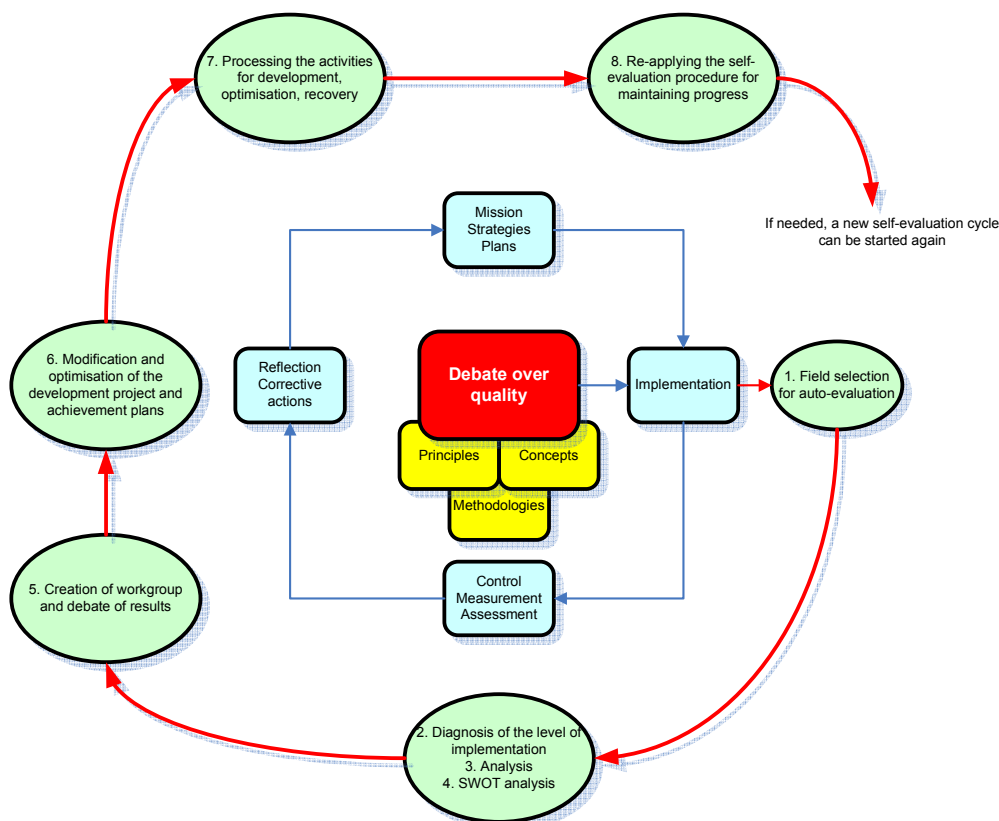 7. Processing the activities
for development,
optimisation, recovery
8. Re-applying the self-
evaluation procedure for
maintaining progress
If needed, a new self-evaluation cycle
can be started again
Mission
Strategies
Plans
6. Modification and
optimisation of the
development project and
achievement plans
Reflection
Corrective
actions
Debate over
quality
Implementation
1. Field selection
for auto-evaluation
Principles
Concepts
Methodologies
5. Creation of workgroup
and debate of results
Control
Measurement
Assessment
2. Diagnosis of the level of
implementation
3. Analysis
4. SWOT analysis